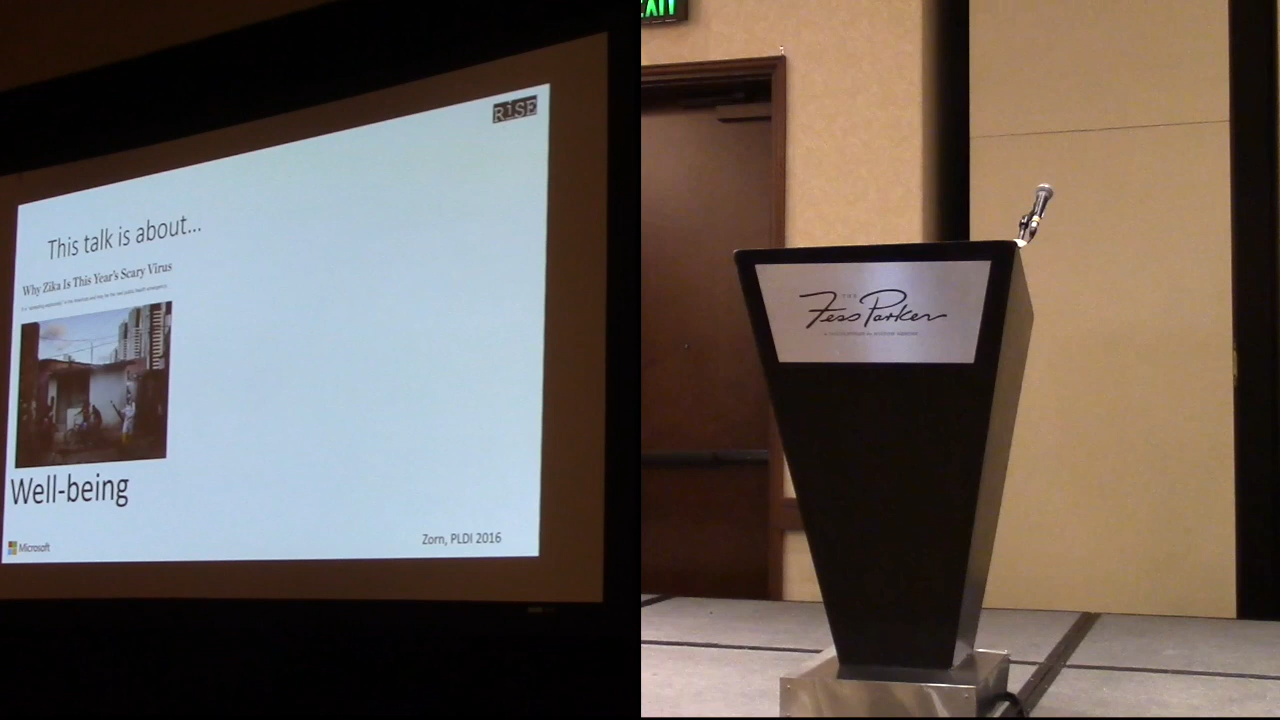 RiSE
This talk is about...
Why Zika Is This Year's Scary Virus
Well-being
Microsoft
Zorn, PLDI 2016
EXIT
THE
Fess Parker